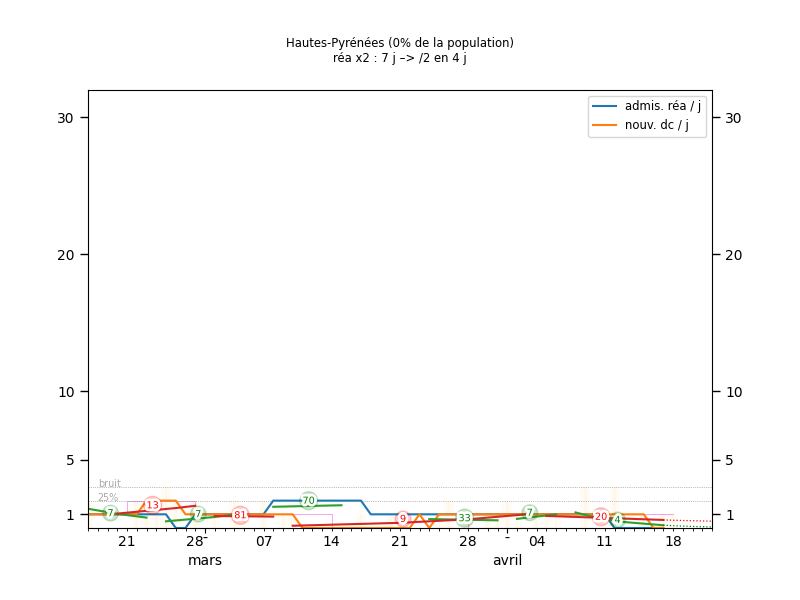 Hautes-Pyrénées (0% de la population)
réa x2 : 7 j –> /2 en 4 j
admis. réa / j
nouv. dc / j
30 30
20 20
10 10
5 5
bruit
25%
1 1
7 13 7 81 70 9 33 7 20 4
21 28 07 14 21 28 04 11 18
mars avril